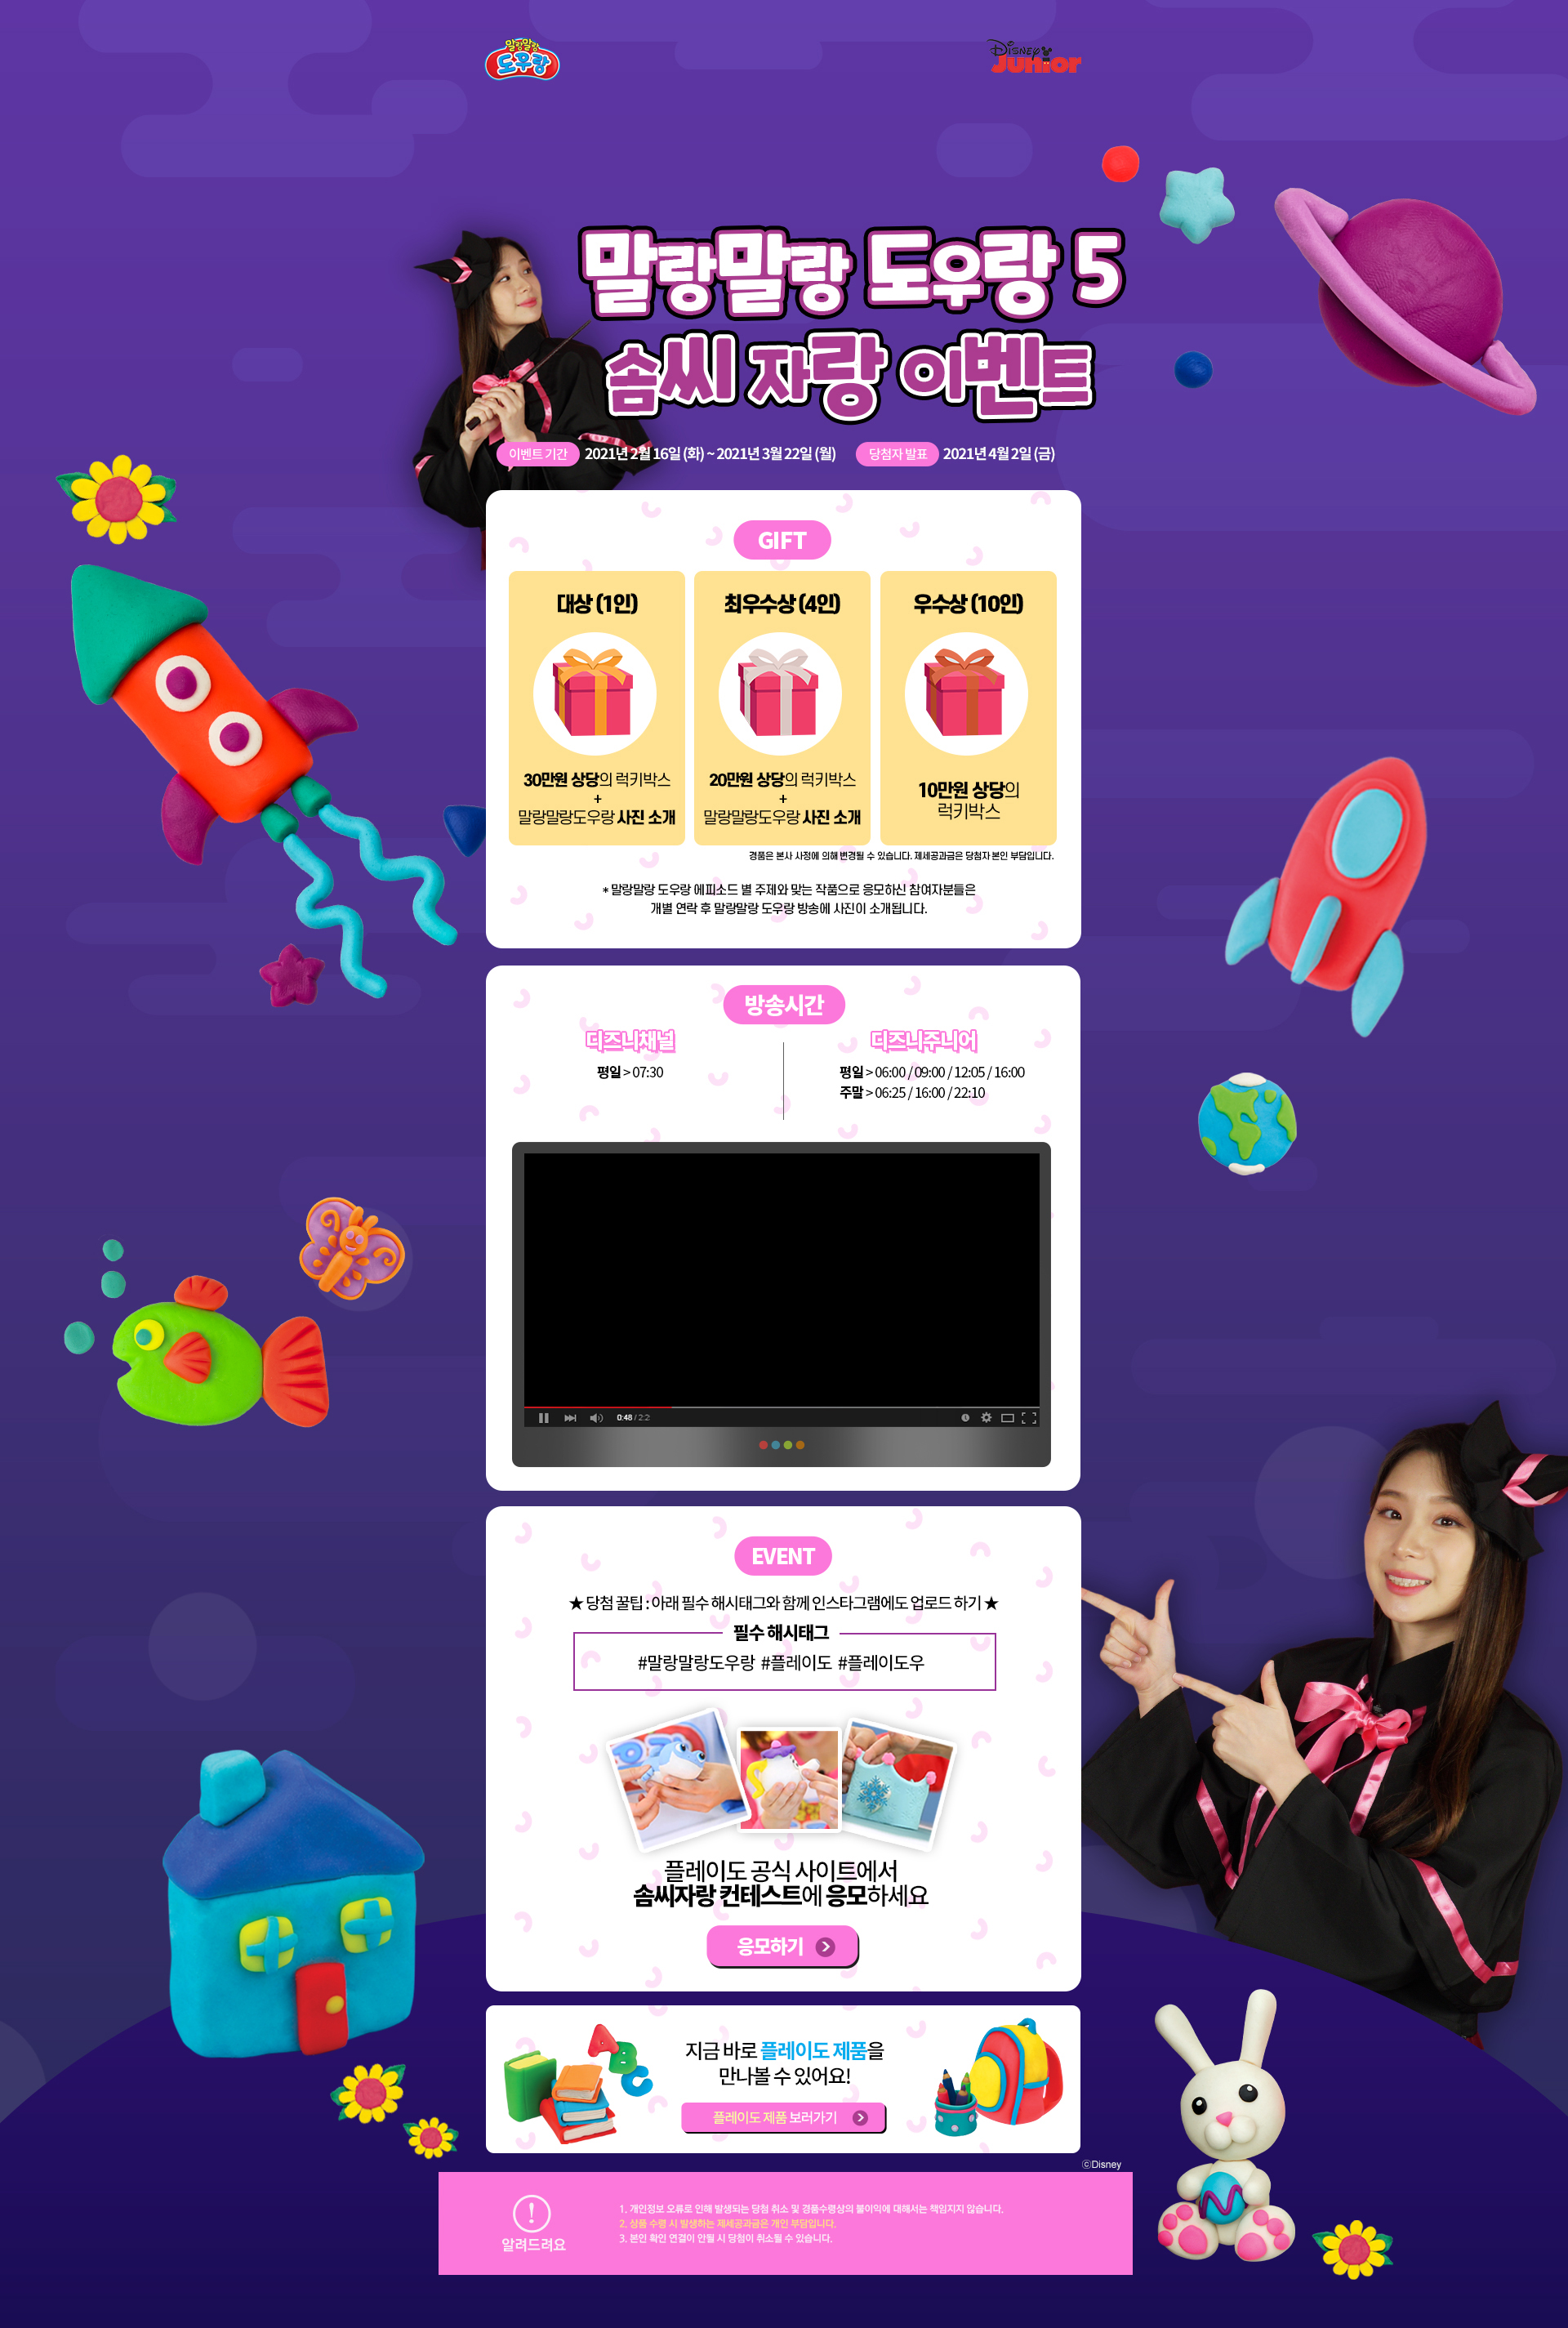 말랑말랑
도우랑
Disney
Junior
말랑말랑 도우랑 5
솜씨 자랑 이벤트
이벤트 기간 2021년 2월 16일 (화) ~ 2021년 3월 22일 (월) 당첨자 발표 2021년 4월 2일 (금)
GIFT
대상 (1인)
30만원 상당의 럭키박스
+
말랑말랑도우랑 사진 소개
최우수상 (4인)
20만원 상당의 럭키박스
+
말랑말랑도우랑 사진 소개
우수상 (10인)
10만원 상당의
럭키박스
경품은 본사 사정에 의해 변경될 수 있습니다. 제세공과금은 당첨자 본인 부담입니다.
* 말랑말랑 도우랑 에피소드 별 주제와 맞는 작품으로 응모하신 참여자분들은
개별 연락 후 말랑말랑 도우랑 방송에 사진이 소개됩니다.
방송시간
디즈니채널
평일 > 07:30
디즈니주니어
평일 > 06:00 / 09:00 / 12:05 / 16:00
주말 > 06:25 / 16:00 / 22:10
0:48 / 2:2
EVENT
★ 당첨 꿀팁 : 아래 필수 해시태그와 함께 인스타그램에도 업로드 하기 ★
필수 해시태그
#말랑말랑도우랑 #플레이도 #플레이도우
플레이도 공식 사이트에서
솜씨자랑 컨테스트에 응모하세요
응모하기
A B C
지금 바로 플레이도 제품을
만나볼 수 있어요!
플레이도 제품 보러가기
ⓒDisney
!
알려드려요
1. 개인정보 오류로 인해 발생되는 당첨 취소 및 경품수령상의 불이익에 대해서는 책임지지 않습니다.
2. 상품 수령 시 발생하는 제세공과금은 개인 부담입니다.
3. 본인 확인 연결이 안될 시 당첨이 취소될 수 있습니다.